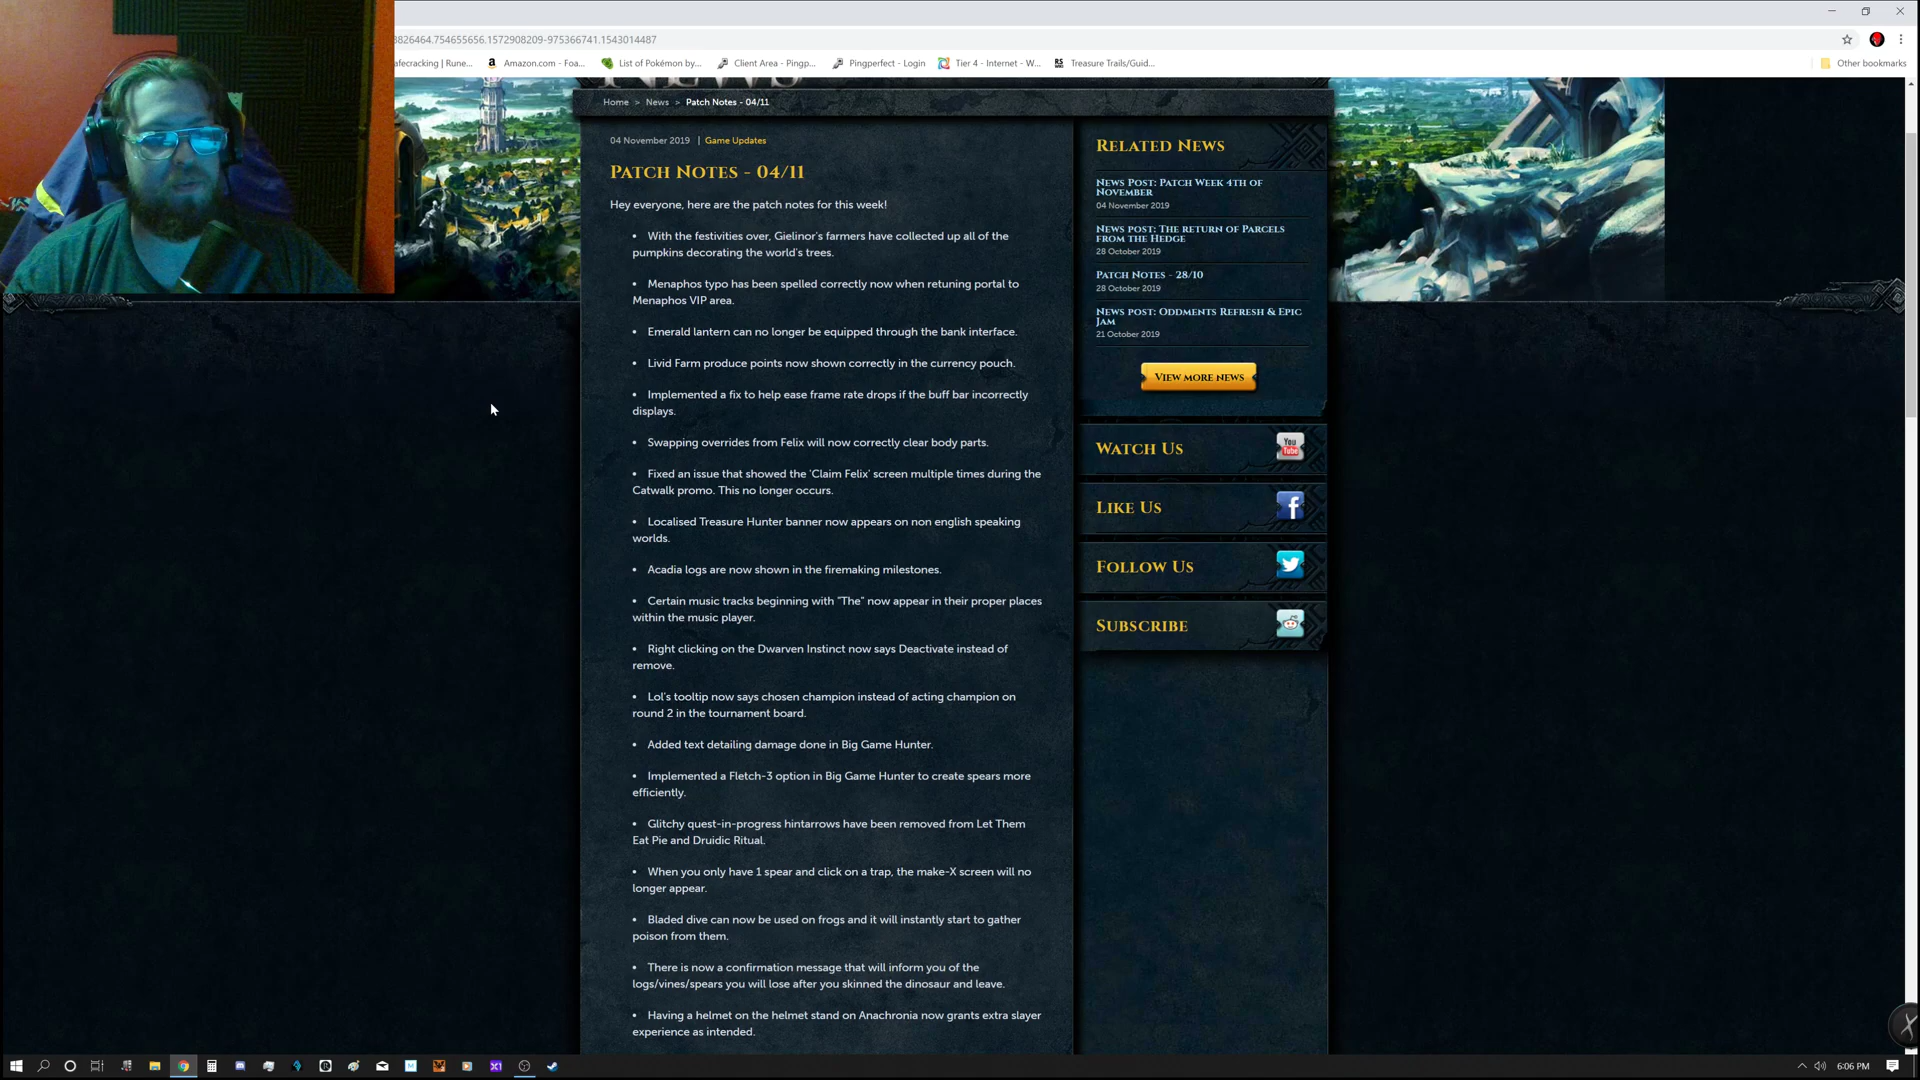 3826464.754655656.1572908209-975366741.1543014487
afecracking | Rune...
Amazon.com - Foa...
List of Pokémon by...
Client Area - Pingp...
Pingperfect - Login
Tier 4 - Internet - W...
Treasure Trails/Guid...
Other bookmarks
NEWS
Home > News > Patch Notes - 04/11
04 November 2019 | Game Updates
PATCH NOTES - 04/11
Hey everyone, here are the patch notes for this week!
• With the festivities over, Gielinor's farmers have collected up all of the
pumpkins decorating the world's trees.
• Menaphos typo has been spelled correctly now when retuning portal to
Menaphos VIP area.
• Emerald lantern can no longer be equipped through the bank interface.
• Livid Farm produce points now shown correctly in the currency pouch.
• Implemented a fix to help ease frame rate drops if the buff bar incorrectly
displays.
• Swapping overrides from Felix will now correctly clear body parts.
• Fixed an issue that showed the 'Claim Felix' screen multiple times during the
Catwalk promo. This no longer occurs.
• Localised Treasure Hunter banner now appears on non english speaking
worlds.
• Acadia logs are now shown in the firemaking milestones.
• Certain music tracks beginning with "The" now appear in their proper places
within the music player.
• Right clicking on the Dwarven Instinct now says Deactivate instead of
remove.
• Lol's tooltip now says chosen champion instead of acting champion on
round 2 in the tournament board.
• Added text detailing damage done in Big Game Hunter.
• Implemented a Fletch-3 option in Big Game Hunter to create spears more
efficiently.
• Glitchy quest-in-progress hintarrows have been removed from Let Them
Eat Pie and Druidic Ritual.
• When you only have 1 spear and click on a trap, the make-X screen will no
longer appear.
• Bladed dive can now be used on frogs and it will instantly start to gather
poison from them.
• There is now a confirmation message that will inform you of the
logs/vines/spears you will lose after you skinned the dinosaur and leave.
• Having a helmet on the helmet stand on Anachronia now grants extra slayer
experience as intended.
RELATED NEWS
NEWS POST: PATCH WEEK 4TH OF
NOVEMBER
04 November 2019
NEWS POST: THE RETURN OF PARCELS
FROM THE HEDGE
28 October 2019
PATCH NOTES - 28/10
28 October 2019
NEWS POST: ODDMENTS REFRESH & EPIC
JAM
21 October 2019
VIEW MORE NEWS
WATCH US
You
Tube
LIKE US
FOLLOW US
SUBSCRIBE
6:06 PM